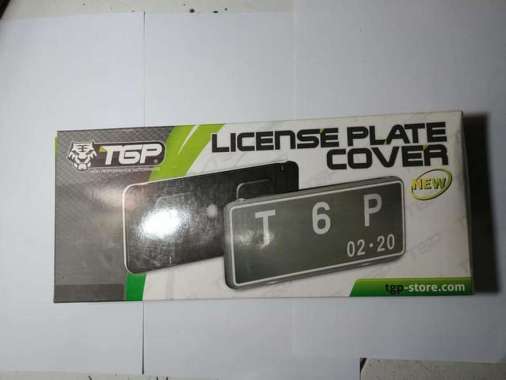 TGP
LICENSE PLATE
COVER
NEW
T 6 P
02·20
tgp-store.com